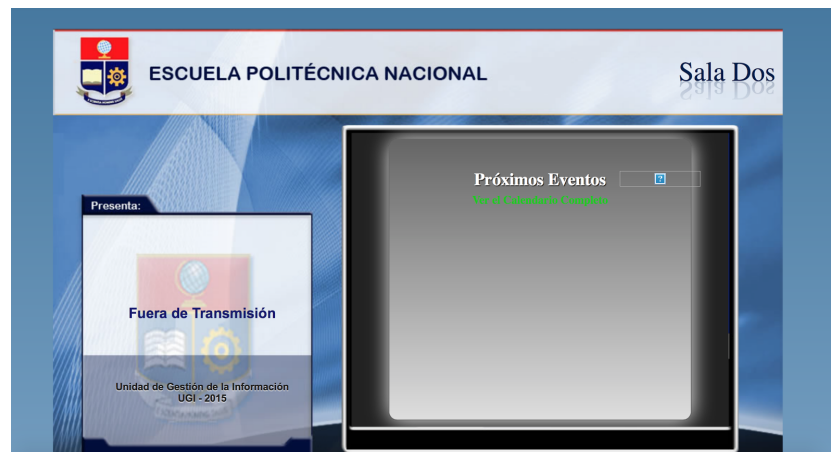 ESCUELA POLITÉCNICA NACIONAL
Sala Dos
Presenta:
Próximos Eventos
Ver el Calendario Completo
Fuera de Transmisión
Unidad de Gestión de la Información
UGI - 2015